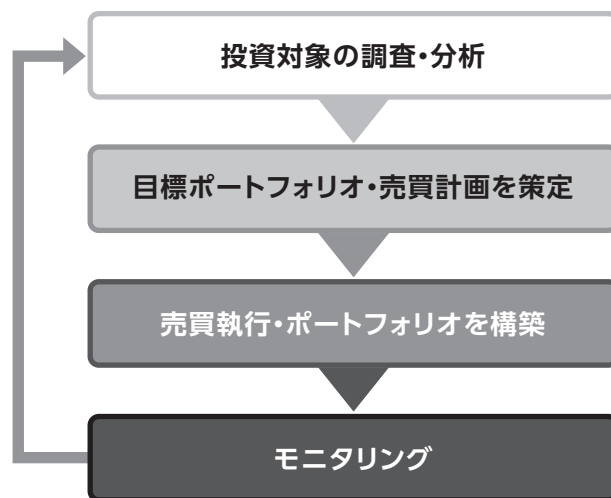 投資対象の調査・分析
目標ポートフォリオ・売買計画を策定
売買執行・ポートフォリオを構築
モニタリング